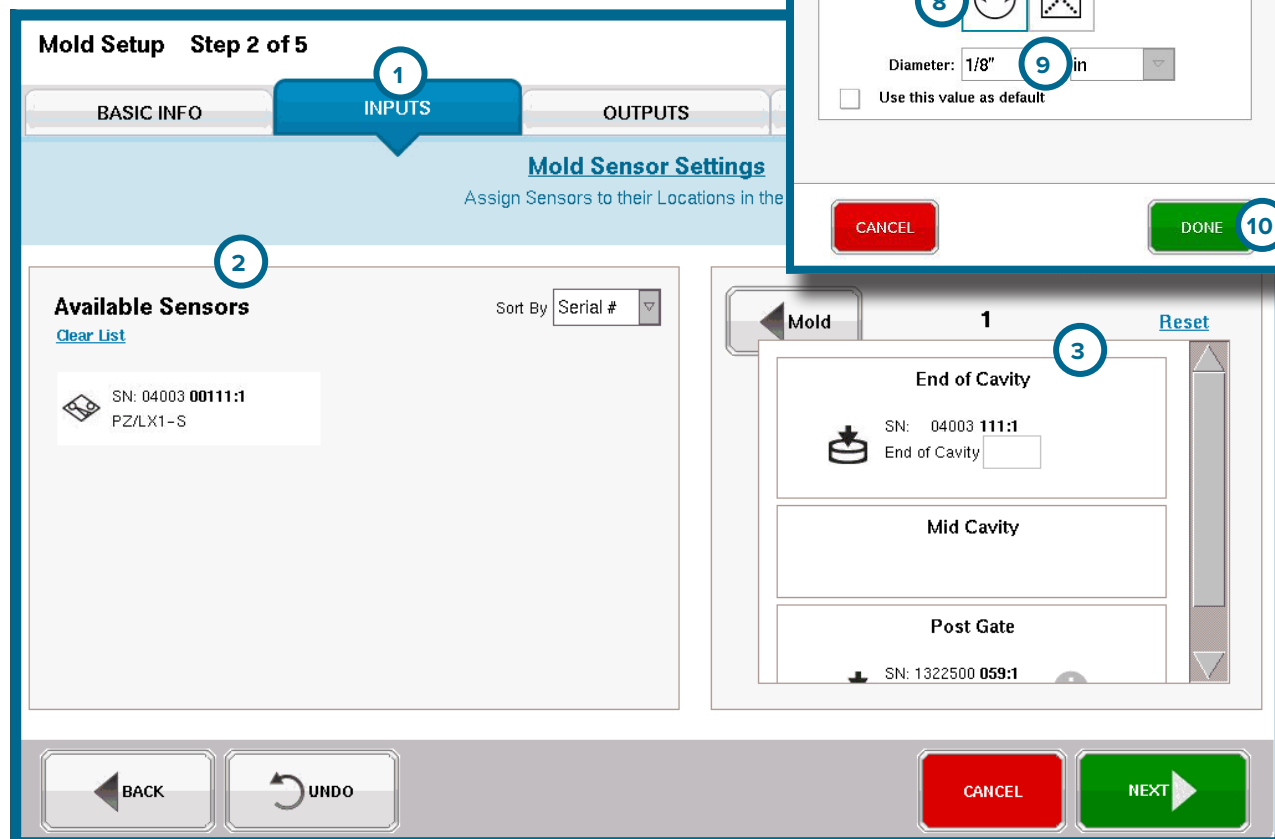 Mold Setup Step 2 of 5
1
BASIC INFO
INPUTS
OUTPUTS
Mold Sensor Settings
Assign Sensors to their Locations in the
8
Diameter: 1/8" 9 in
Use this value as default
CANCEL
DONE 10
2
Available Sensors
Clear List
Sort By Serial #
SN: 04003 00111:1
PZ/LX1-S
Mold
1
Reset
3
End of Cavity
SN: 04003 111:1
End of Cavity
Mid Cavity
Post Gate
SN: 1322500 059:1
BACK
UNDO
CANCEL
NEXT